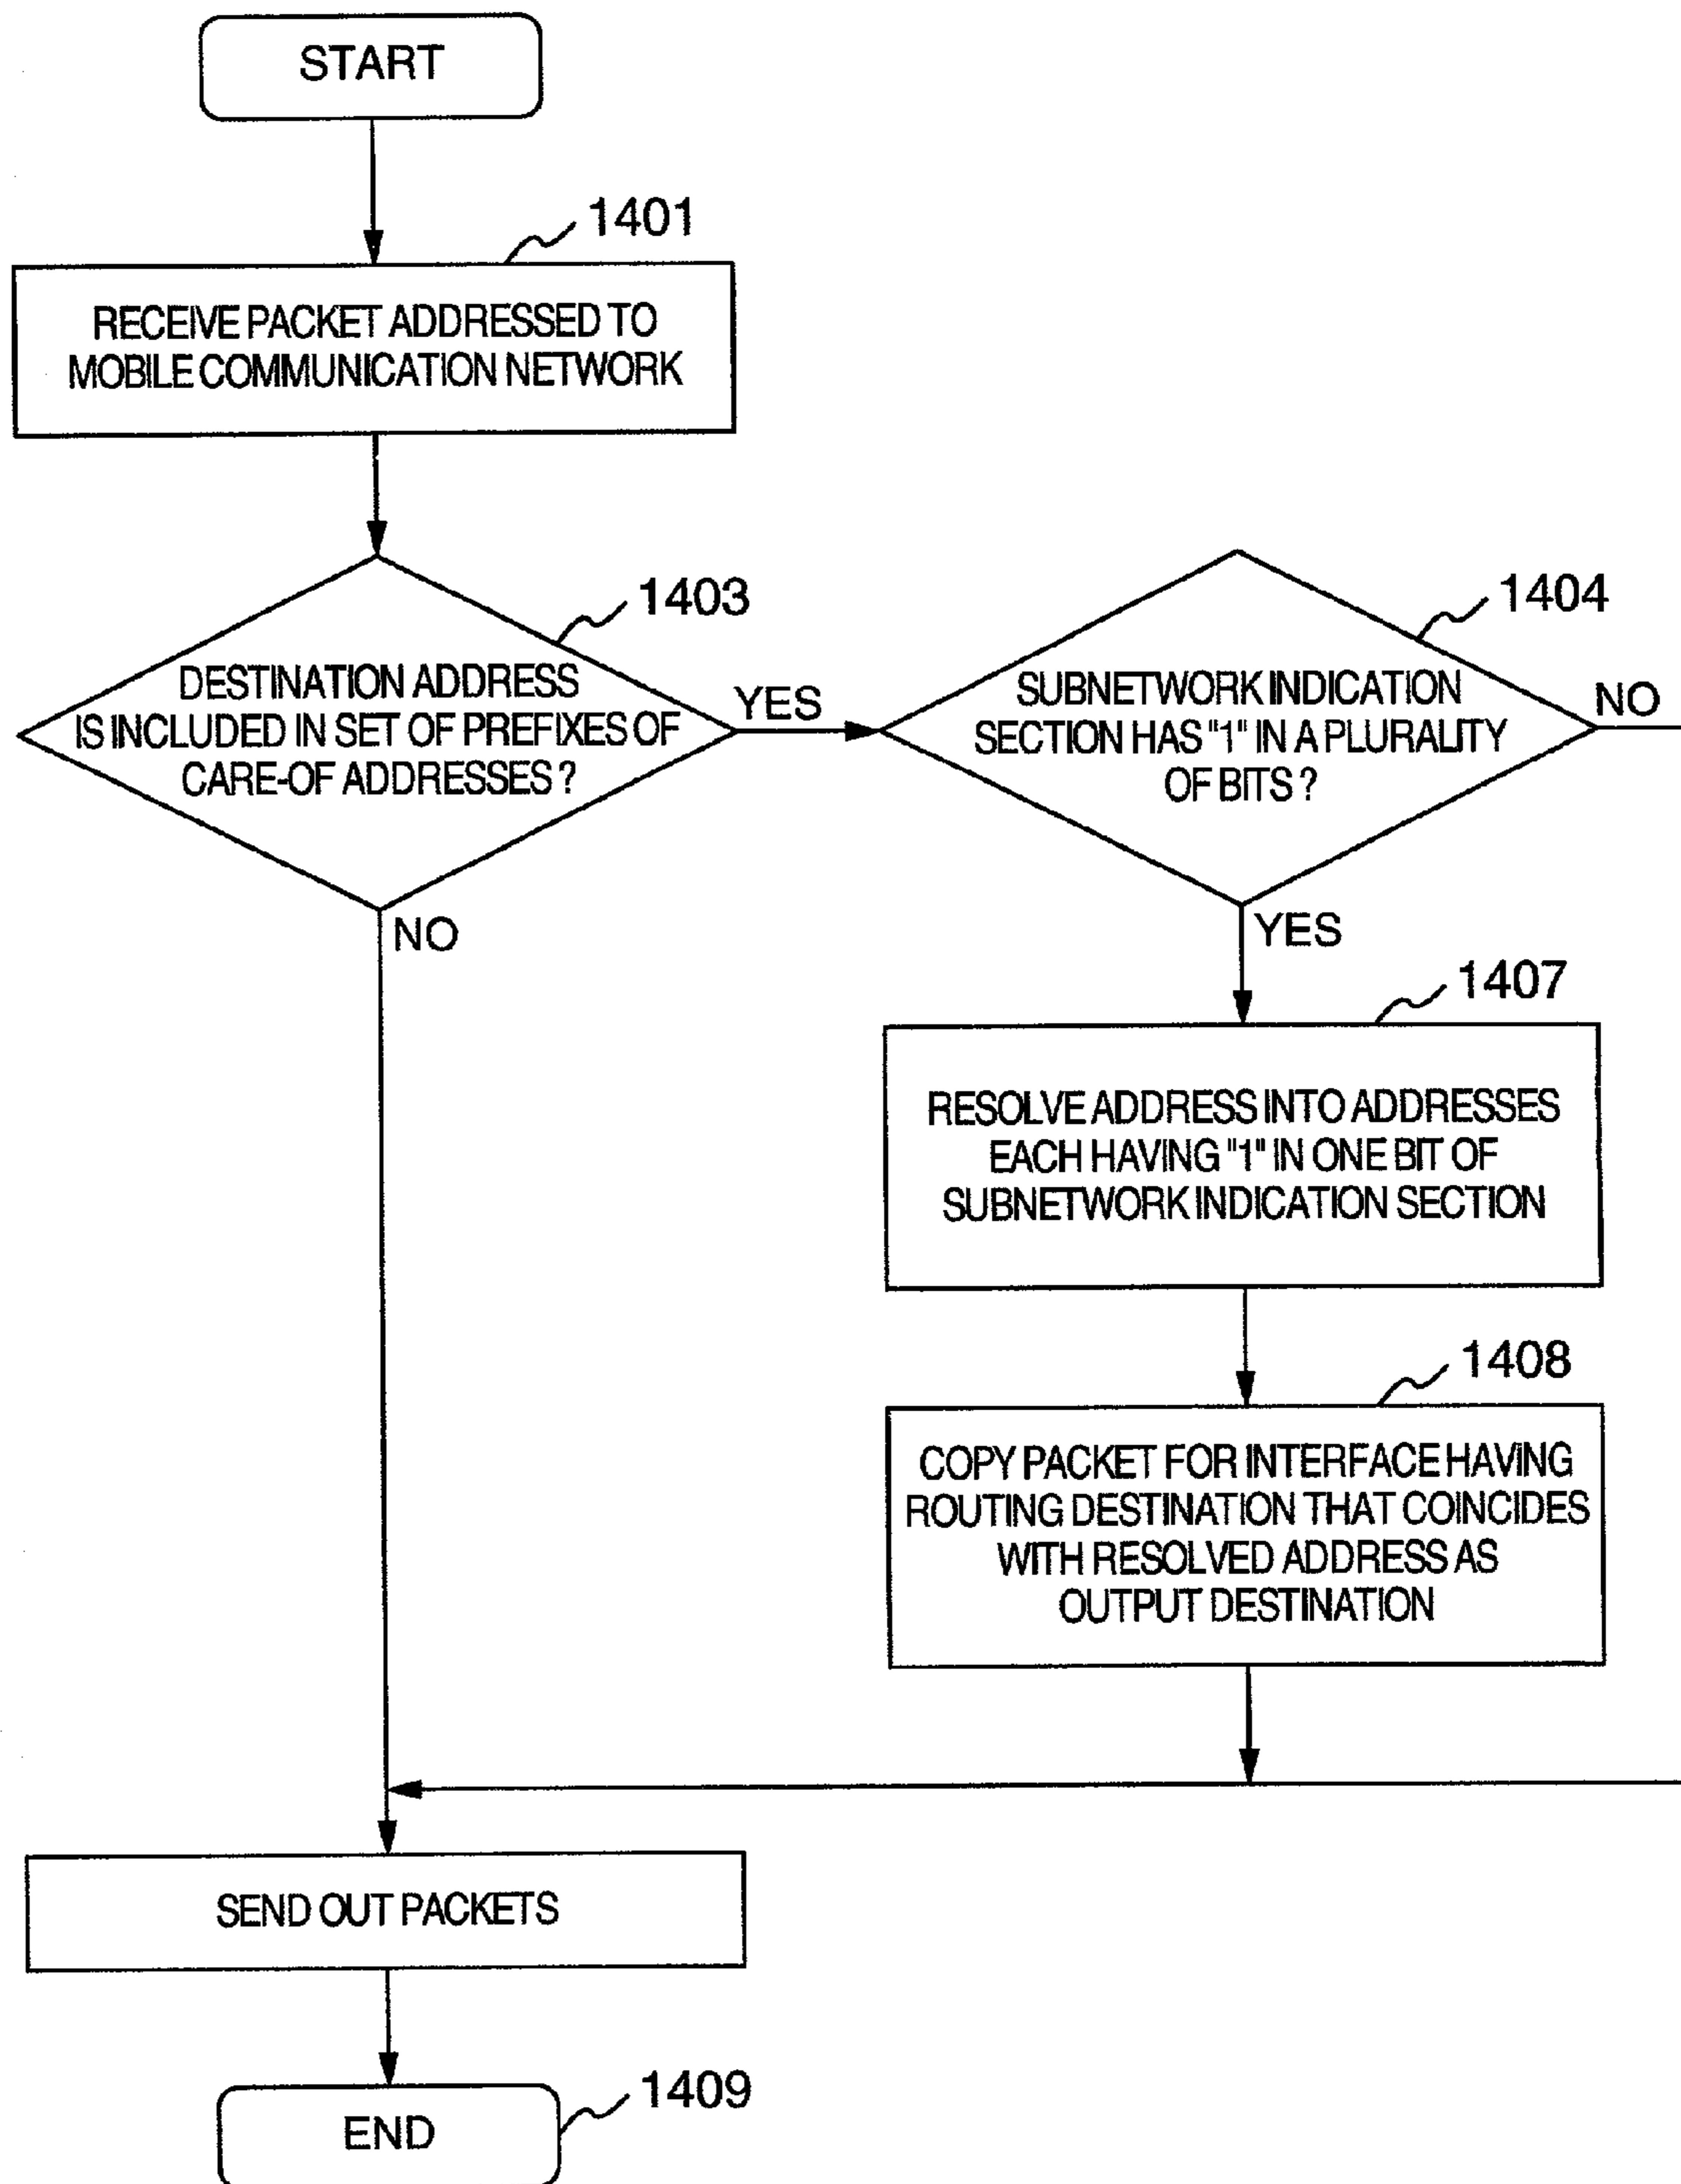 START
1401
RECEIVE PACKET ADDRESSED TO
MOBILE COMMUNICATION NETWORK
1403
DESTINATION ADDRESS
IS INCLUDED IN SET OF PREFIXES OF
CARE-OF ADDRESSES ?
YES
NO
1404
SUBNETWORK INDICATION
SECTION HAS "1" IN A PLURALITY
OF BITS ?
NO
YES
1407
RESOLVE ADDRESS INTO ADDRESSES
EACH HAVING "1" IN ONE BIT OF
SUBNETWORK INDICATION SECTION
1408
COPY PACKET FOR INTERFACE HAVING
ROUTING DESTINATION THAT COINCIDES
WITH RESOLVED ADDRESS AS
OUTPUT DESTINATION
SEND OUT PACKETS
END
1409